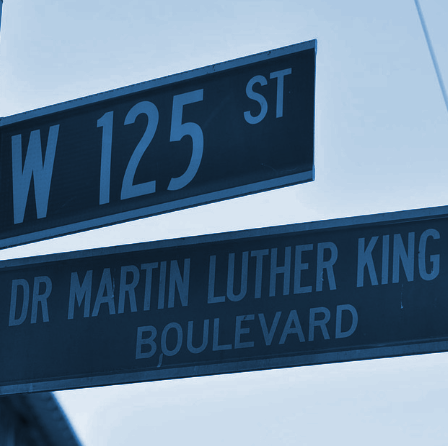 W 125 ST
DR MARTIN LUTHER KING
BOULEVARD